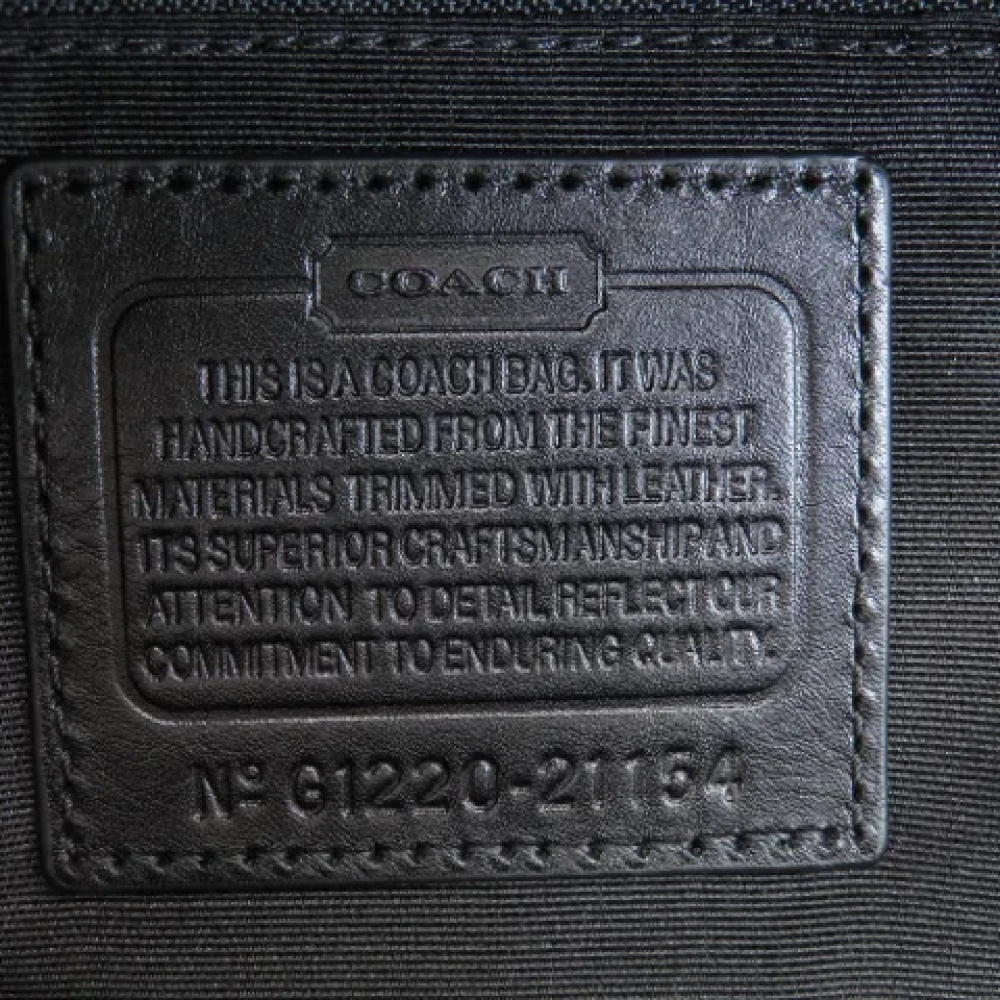 COACH
THIS IS A COACH BAG. IT WAS
HANDCRAFTED FROM THE FINEST
MATERIALS TRIMMED WITH LEATHER.
ITS SUPERIOR CRAFTSMANSHIP AND
ATTENTION TO DETAIL REFLECT OUR
COMMITMENT TO ENDURING QUALITY.
Nº G1220-21154